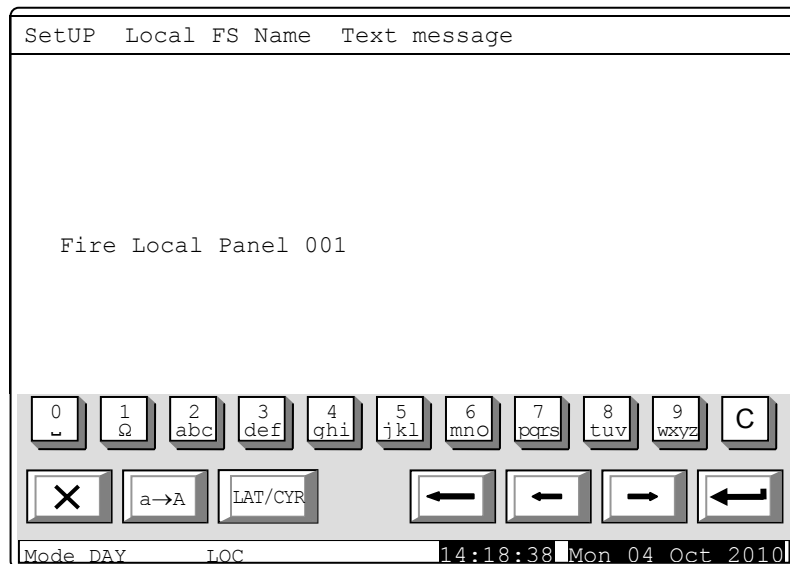 SetUP Local FS Name Text message
Fire Local Panel 001
0 1 2 3 4 5 6 7 8 9 C
␣ Ω abc def ghi jkl mno pqrs tuv wxyz
X a→A LAT/CYR
Mode DAY LOC 14:18:38 Mon 04 Oct 2010